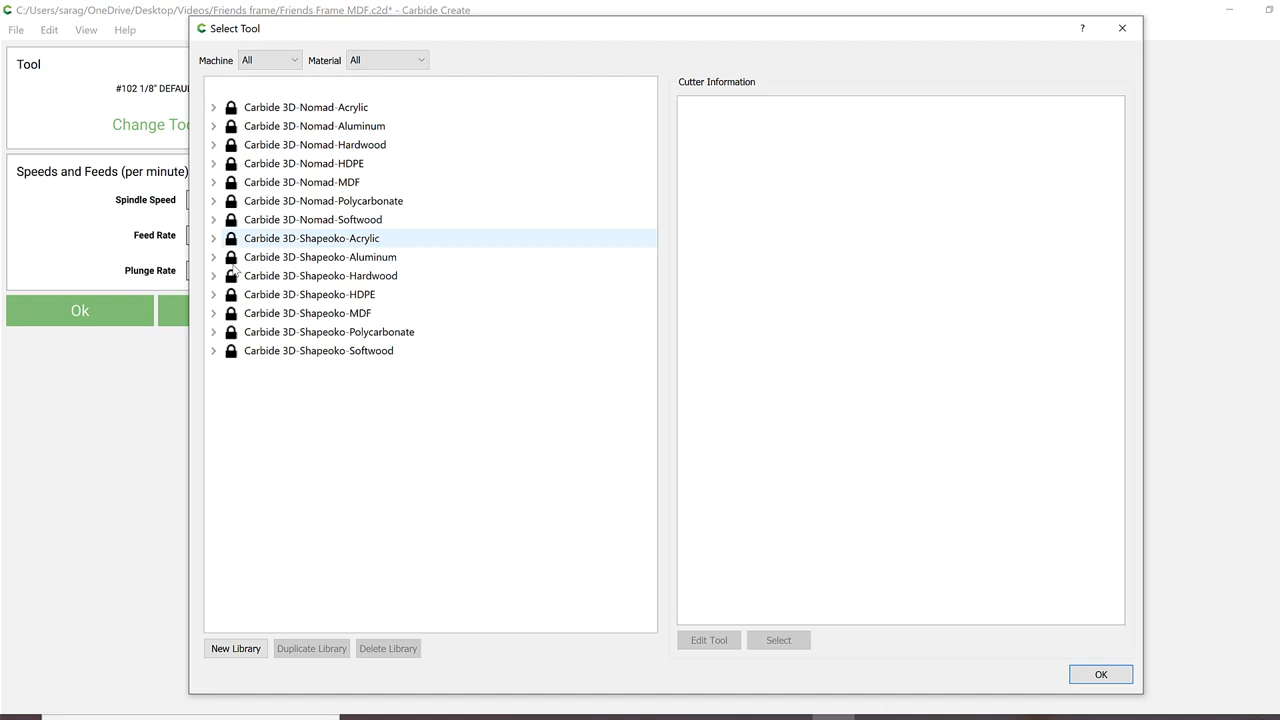 C:/Users/sarag/OneDrive/Desktop/Videos/Friends frame/Friends Frame MDF.c2d* - Carbide Create
File Edit View Help
Select Tool
?
Machine All Material All
Tool
#102 1/8" DEFAU
Change Too
Speeds and Feeds (per minute)
Spindle Speed
Feed Rate
Plunge Rate
Ok
Carbide 3D-Nomad-Acrylic
Carbide 3D-Nomad-Aluminum
Carbide 3D-Nomad-Hardwood
Carbide 3D-Nomad-HDPE
Carbide 3D-Nomad-MDF
Carbide 3D-Nomad-Polycarbonate
Carbide 3D-Nomad-Softwood
Carbide 3D-Shapeoko-Acrylic
Carbide 3D-Shapeoko-Aluminum
Carbide 3D-Shapeoko-Hardwood
Carbide 3D-Shapeoko-HDPE
Carbide 3D-Shapeoko-MDF
Carbide 3D-Shapeoko-Polycarbonate
Carbide 3D-Shapeoko-Softwood
New Library Duplicate Library Delete Library
Cutter Information
Edit Tool Select
OK